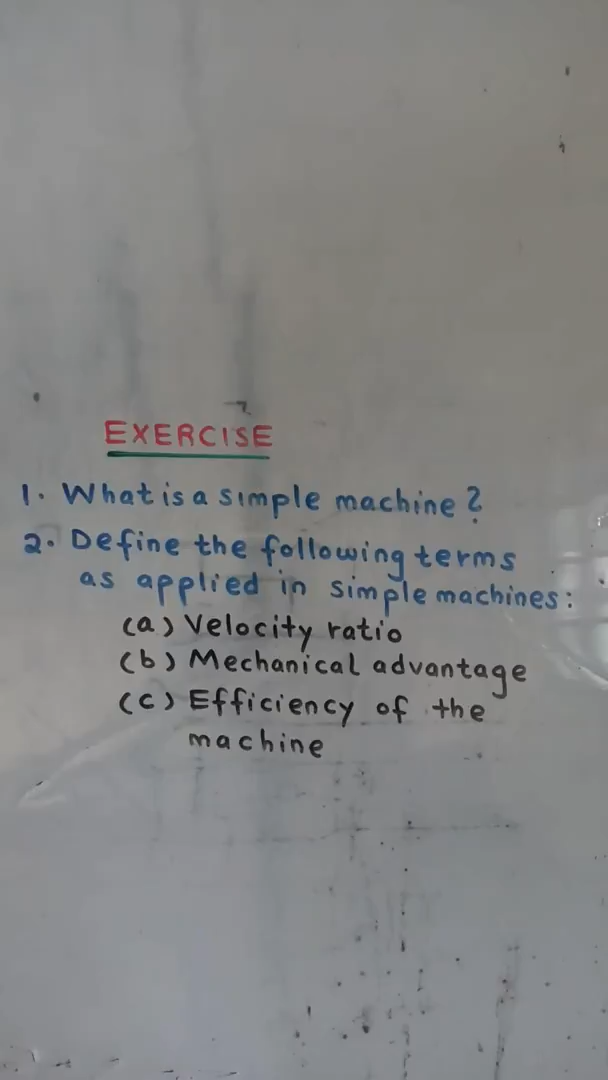 EXERCISE
1. What is a simple machine?
2. Define the following terms
as applied in simple machines:
(a) Velocity ratio
(b) Mechanical advantage
(c) Efficiency of the
machine